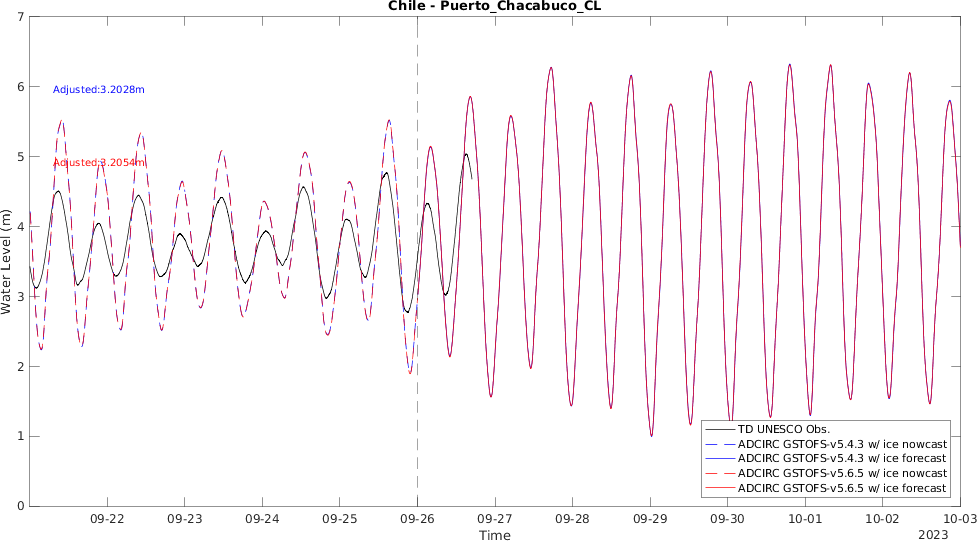 Chile - Puerto_Chacabuco_CL
7
6
5
4
3
2
1
0
Water Level (m)
Adjusted:3.2028m
Adjusted:3.2054m
TD UNESCO Obs.
ADCIRC GSTOFS-v5.4.3 w/ ice nowcast
ADCIRC GSTOFS-v5.4.3 w/ ice forecast
ADCIRC GSTOFS-v5.6.5 w/ ice nowcast
ADCIRC GSTOFS-v5.6.5 w/ ice forecast
09-22 09-23 09-24 09-25 09-26 09-27 09-28 09-29 09-30 10-01 10-02 10-03
Time
2023